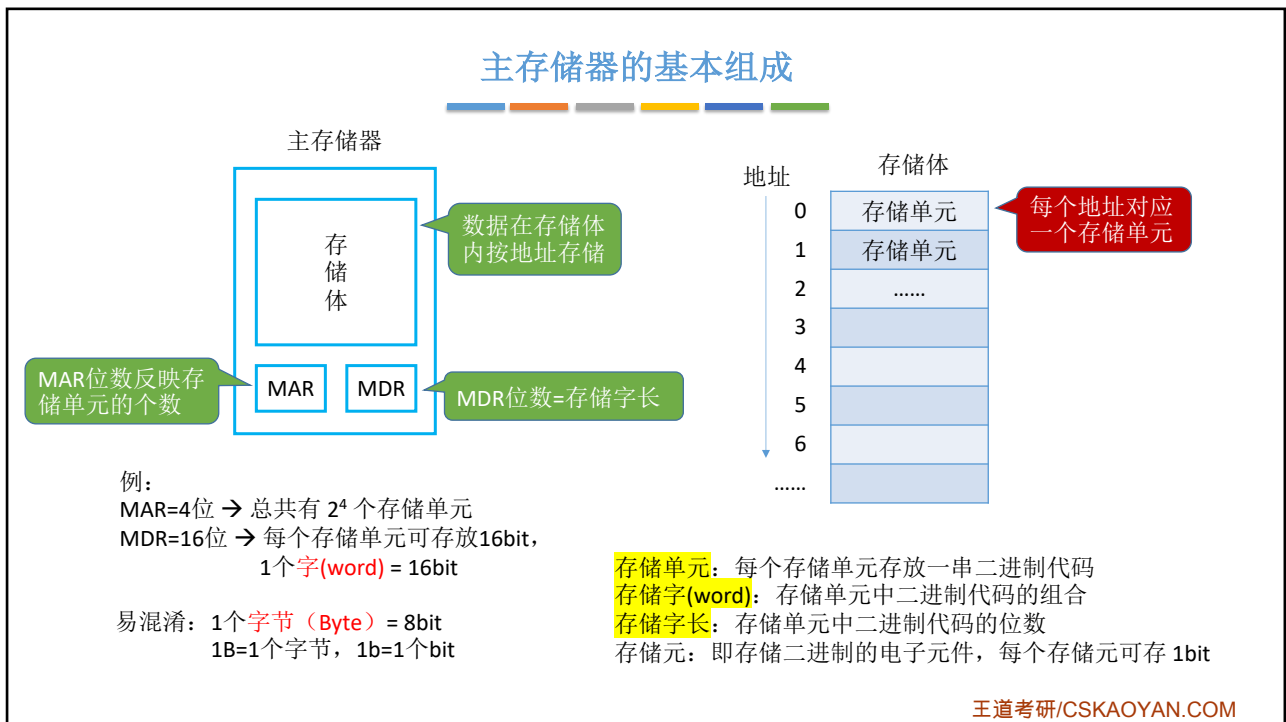 主存储器的基本组成
主存储器
存
储
体
MAR
MDR
数据在存储体
内按地址存储
MAR位数反映存
储单元的个数
MDR位数=存储字长
地址
存储体
0
存储单元
1
存储单元
2
……
3
4
5
6
……
每个地址对应
一个存储单元
例：
MAR=4位 → 总共有 2⁴ 个存储单元
MDR=16位 → 每个存储单元可存放16bit，
1个字(word) = 16bit
易混淆：1个字节（Byte）= 8bit
1B=1个字节，1b=1个bit
存储单元：每个存储单元存放一串二进制代码
存储字(word)：存储单元中二进制代码的组合
存储字长：存储单元中二进制代码的位数
存储元：即存储二进制的电子元件，每个存储元可存 1bit
王道考研/CSKAOYAN.COM